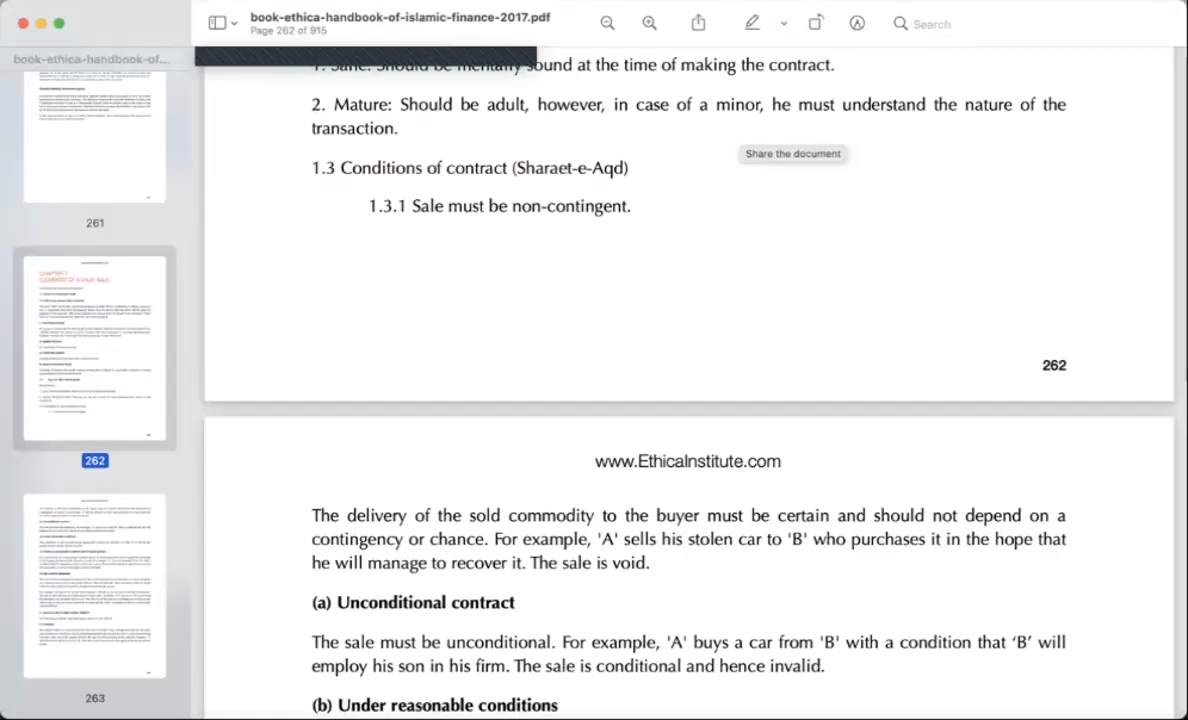 book-ethica-handbook-of-islamic-finance-2017.pdf
Page 262 of 915
Search
book-ethica-handbook-of...
sound at the time of making the contract.
2. Mature: Should be adult, however, in case of a minor, he must understand the nature of the
transaction.
Share the document
1.3 Conditions of contract (Sharaet-e-Aqd)
1.3.1 Sale must be non-contingent.
261
262
262
www.EthicaInstitute.com
The delivery of the sold commodity to the buyer must be certain and should not depend on a
contingency or chance. For example, 'A' sells his stolen car to 'B' who purchases it in the hope that
he will manage to recover it. The sale is void.
(a) Unconditional contract
The sale must be unconditional. For example, 'A' buys a car from 'B' with a condition that ‘B’ will
employ his son in his firm. The sale is conditional and hence invalid.
263
(b) Under reasonable conditions